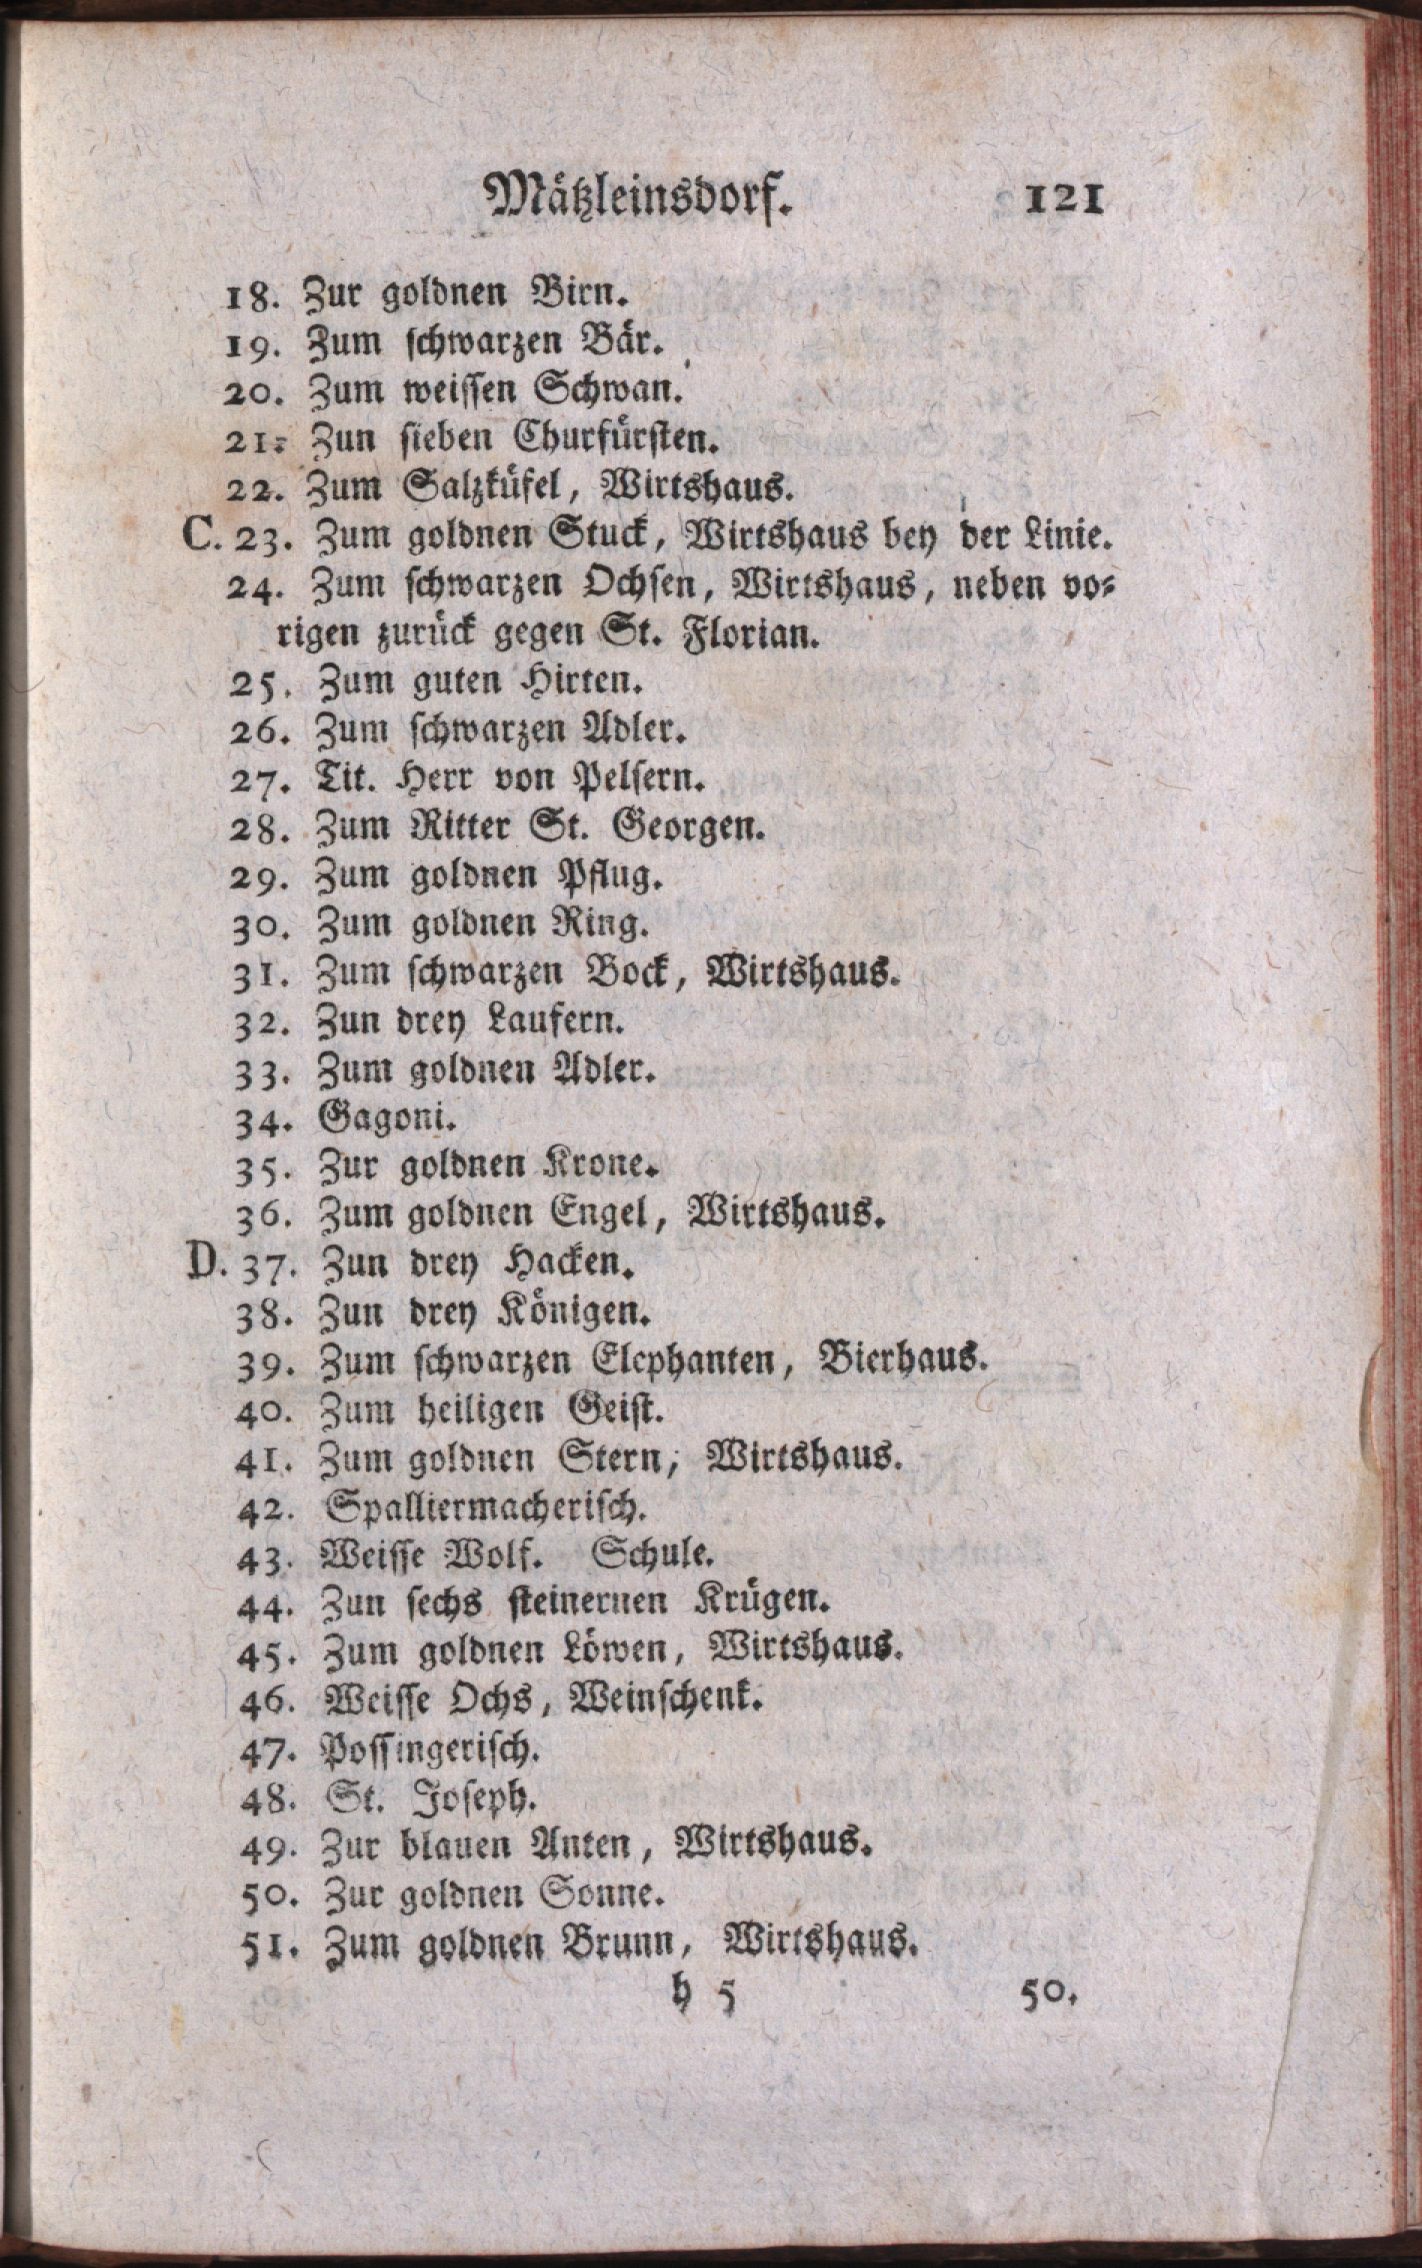 Mätzleinsdorf. 121
18. Zur goldnen Birn.
19. Zum schwarzen Bär.
20. Zum weissen Schwan.
21. Zun sieben Churfürsten.
22. Zum Salzküfel, Wirtshaus.
C. 23. Zum goldnen Stuck, Wirtshaus bey der Linie.
24. Zum schwarzen Ochsen, Wirtshaus, neben vo-
rigen zurück gegen St. Florian.
25. Zum guten Hirten.
26. Zum schwarzen Adler.
27. Tit. Herr von Pelsern.
28. Zum Ritter St. Georgen.
29. Zum goldnen Pflug.
30. Zum goldnen Ring.
31. Zum schwarzen Bock, Wirtshaus.
32. Zun drey Laufern.
33. Zum goldnen Adler.
34. Gagoni.
35. Zur goldnen Krone.
36. Zum goldnen Engel, Wirtshaus.
D. 37. Zun drey Hacken.
38. Zun drey Königen.
39. Zum schwarzen Elephanten, Bierhaus.
40. Zum heiligen Geist.
41. Zum goldnen Stern, Wirtshaus.
42. Spalliermacherisch.
43. Weisse Wolf. Schule.
44. Zun sechs steinernen Krügen.
45. Zum goldnen Löwen, Wirtshaus.
46. Weisse Ochs, Weinschenk.
47. Possingerisch.
48. St. Joseph.
49. Zur blauen Anten, Wirtshaus.
50. Zur goldnen Sonne.
51. Zum goldnen Brunn, Wirtshaus.
h 5 50.